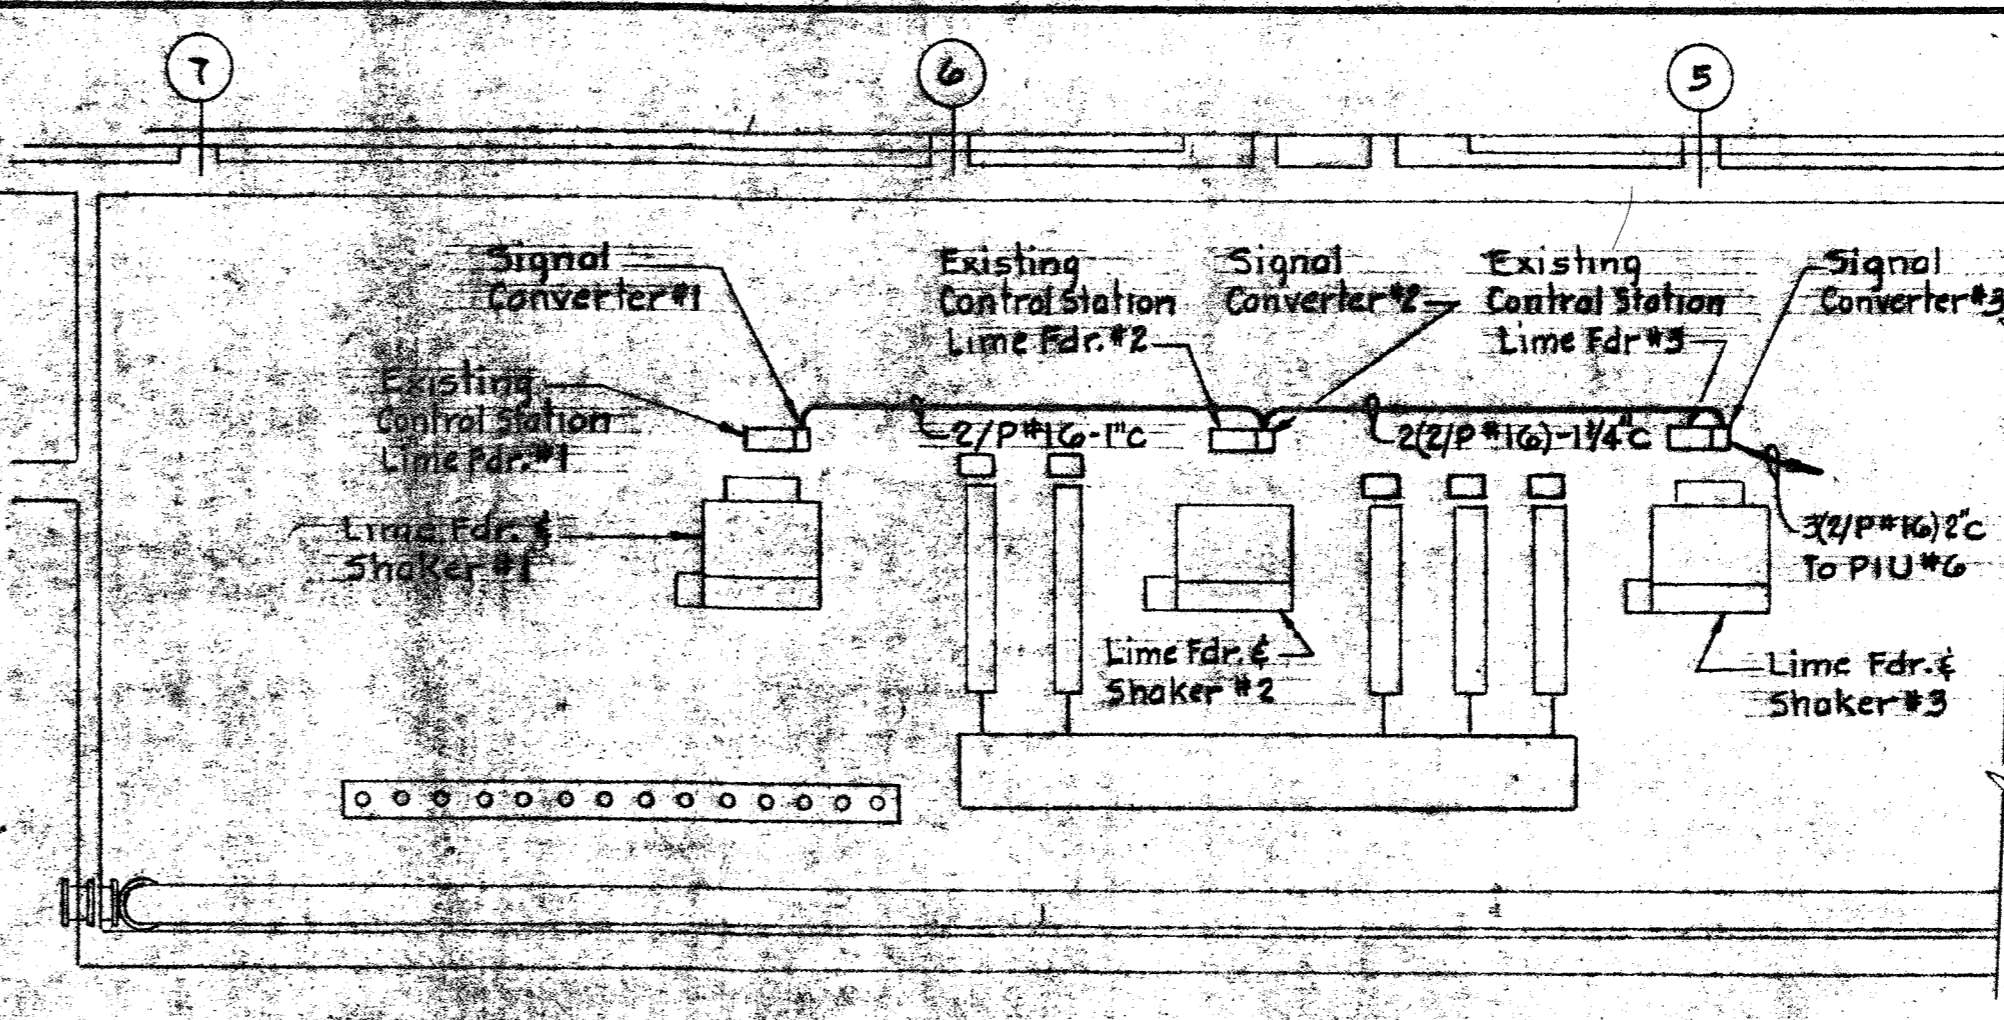 7
6
5
Signal
Converter #1
Existing
Control Station
Lime Fdr. #2
Signal
Converter #2
Existing
Control Station
Lime Fdr #3
Signal
Converter #3
Existing
Control Station
Lime Fdr. #1
2/P #16-1"C
2(2/P #16)-1 1/4"C
3(2/P #16) 2"C
To PIU #6
Lime Fdr. &
Shaker #1
Lime Fdr. &
Shaker #2
Lime Fdr. &
Shaker #3